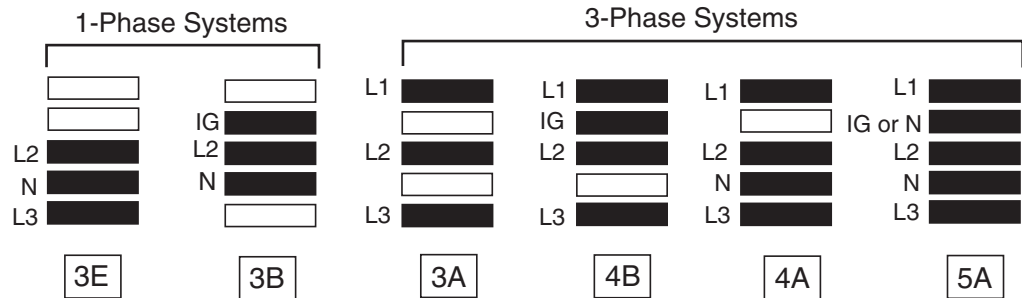 1-Phase Systems
3-Phase Systems
L2
N
L3
3E
IG
L2
N
3B
L1
L2
L3
3A
L1
IG
L2
L3
4B
L1
L2
N
L3
4A
L1
IG or N
L2
N
L3
5A